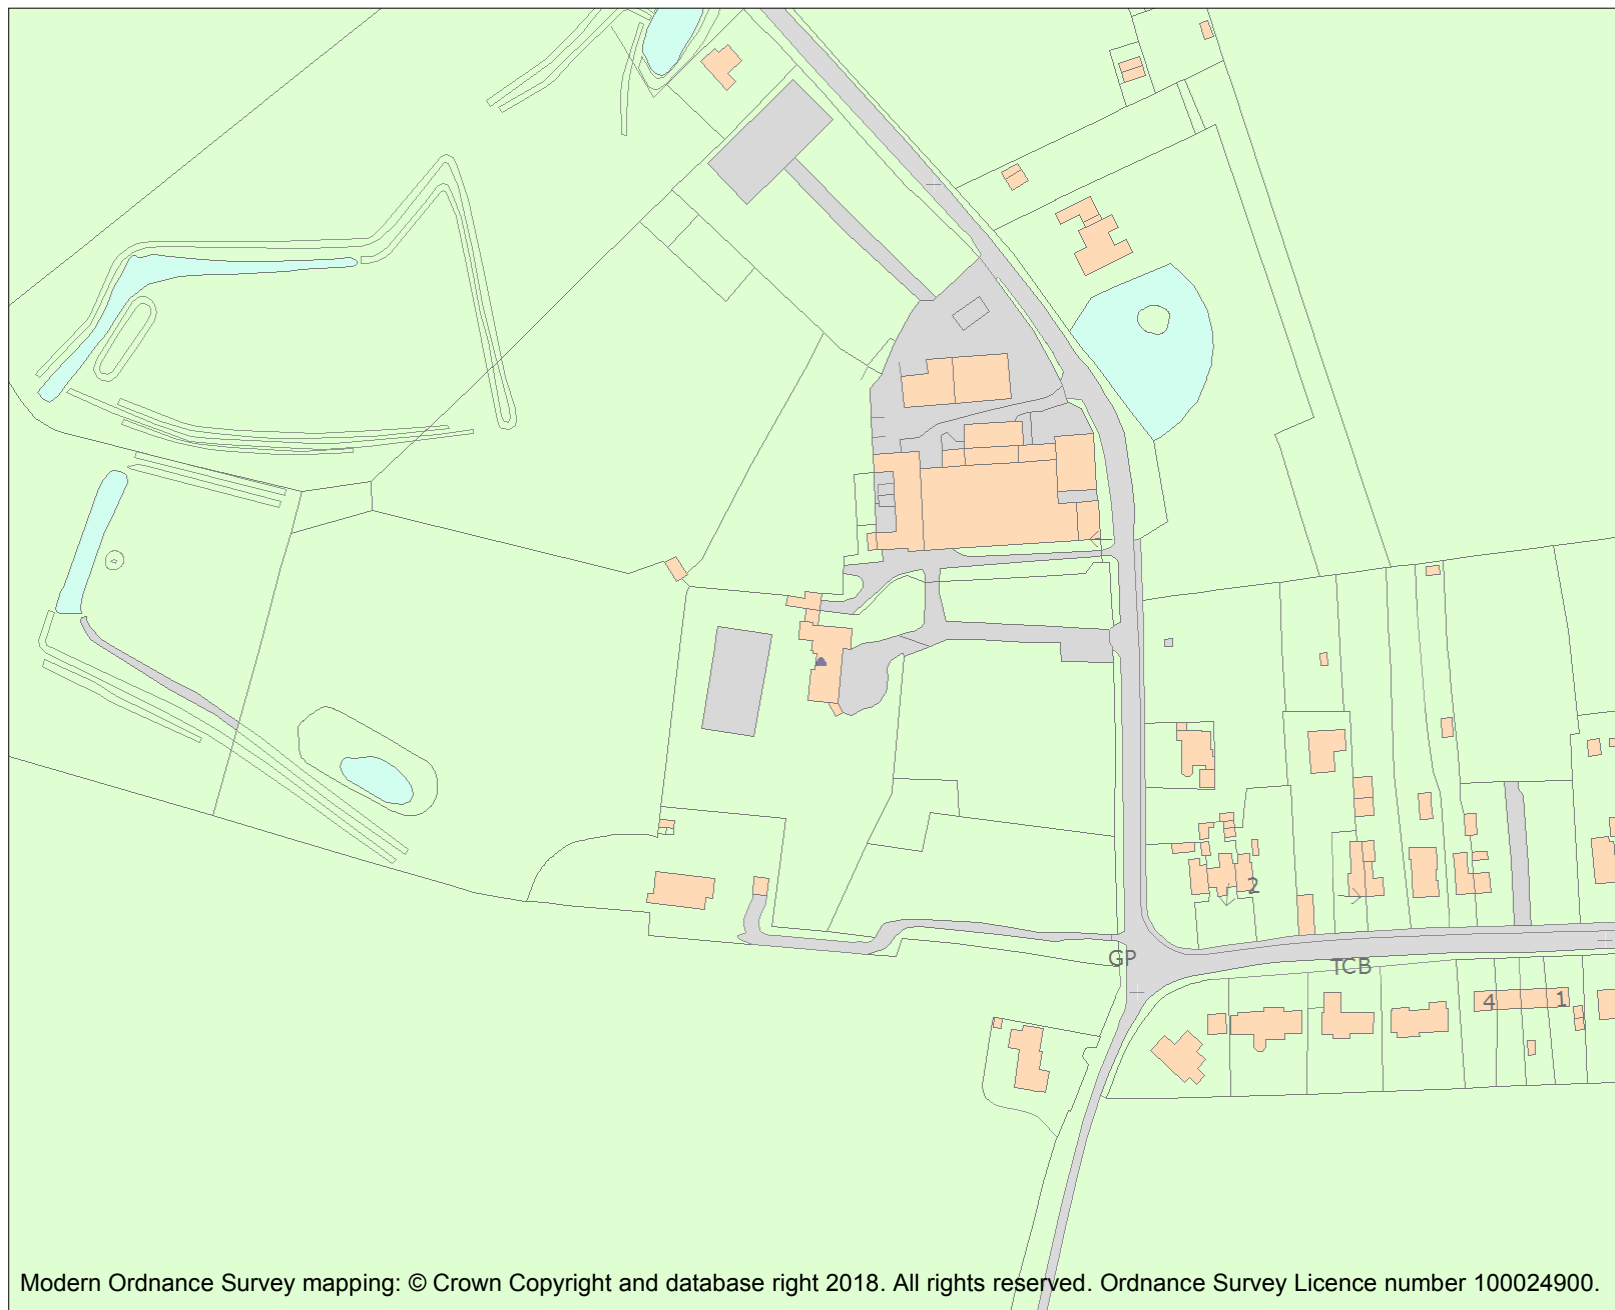 2
GP
TCB
4
1
Modern Ordnance Survey mapping: © Crown Copyright and database right 2018. All rights reserved. Ordnance Survey Licence number 100024900.